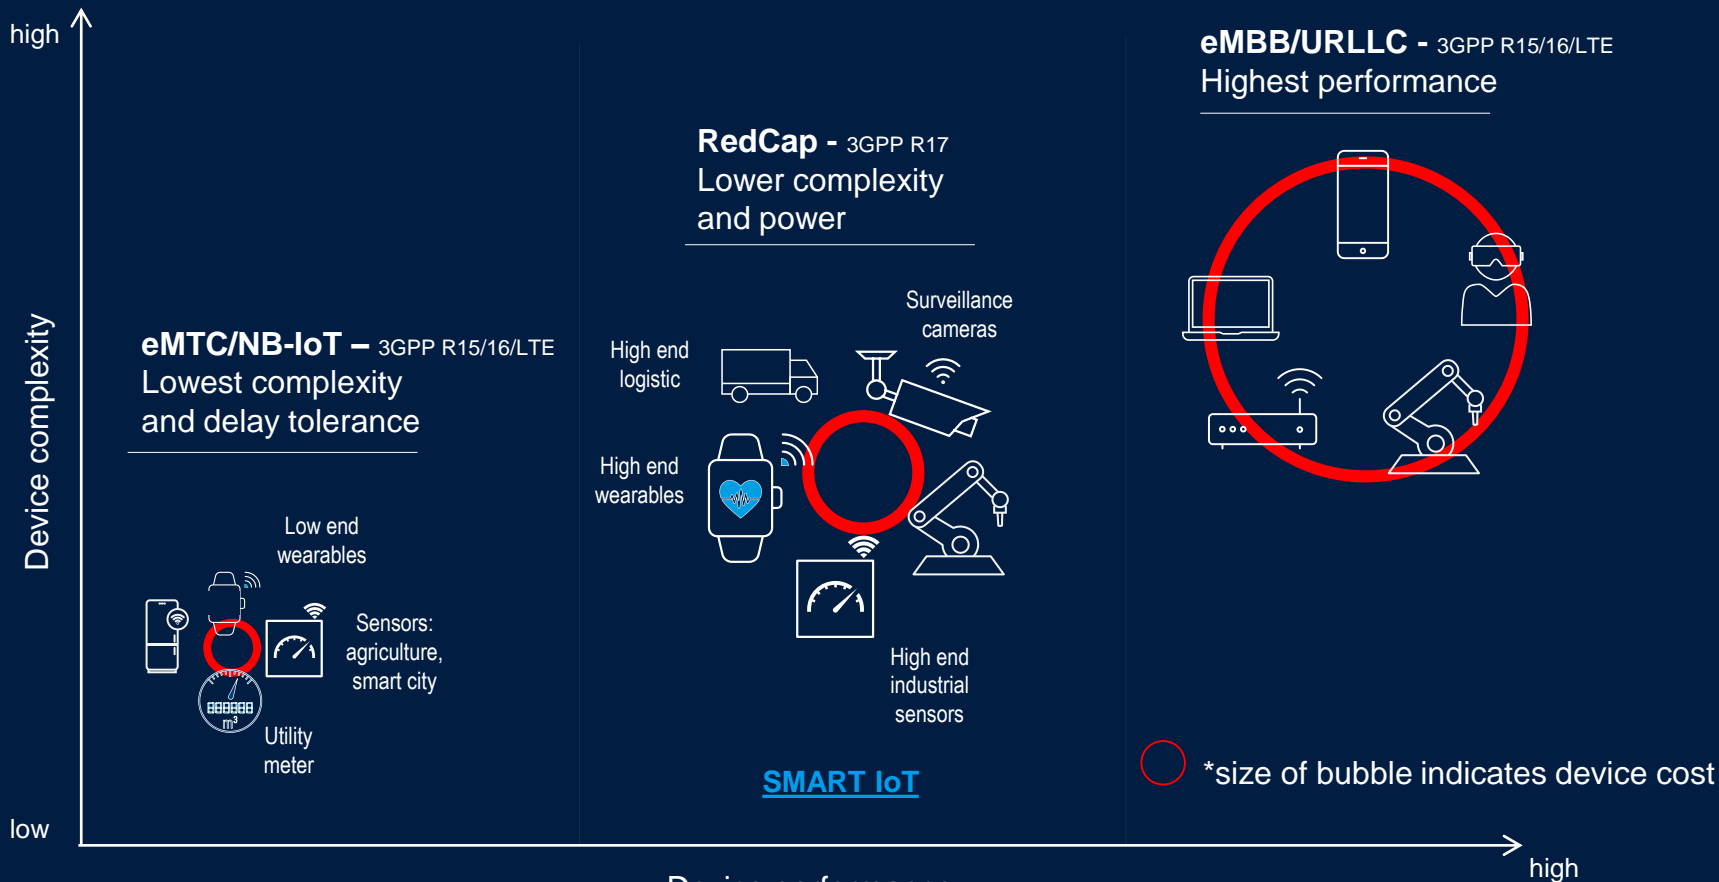 high
eMBB/URLLC - 3GPP R15/16/LTE
Highest performance
RedCap - 3GPP R17
Lower complexity
and power
eMTC/NB-IoT – 3GPP R15/16/LTE
Lowest complexity
and delay tolerance
Device complexity
Surveillance
cameras
High end
logistic
High end
wearables
High end
industrial
sensors
Low end
wearables
Sensors:
agriculture,
smart city
m³
Utility
meter
SMART IoT
*size of bubble indicates device cost
low
high